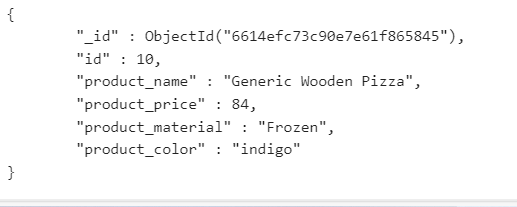 {
"_id" : ObjectId("6614efc73c90e7e61f865845"),
"id" : 10,
"product_name" : "Generic Wooden Pizza",
"product_price" : 84,
"product_material" : "Frozen",
"product_color" : "indigo"
}